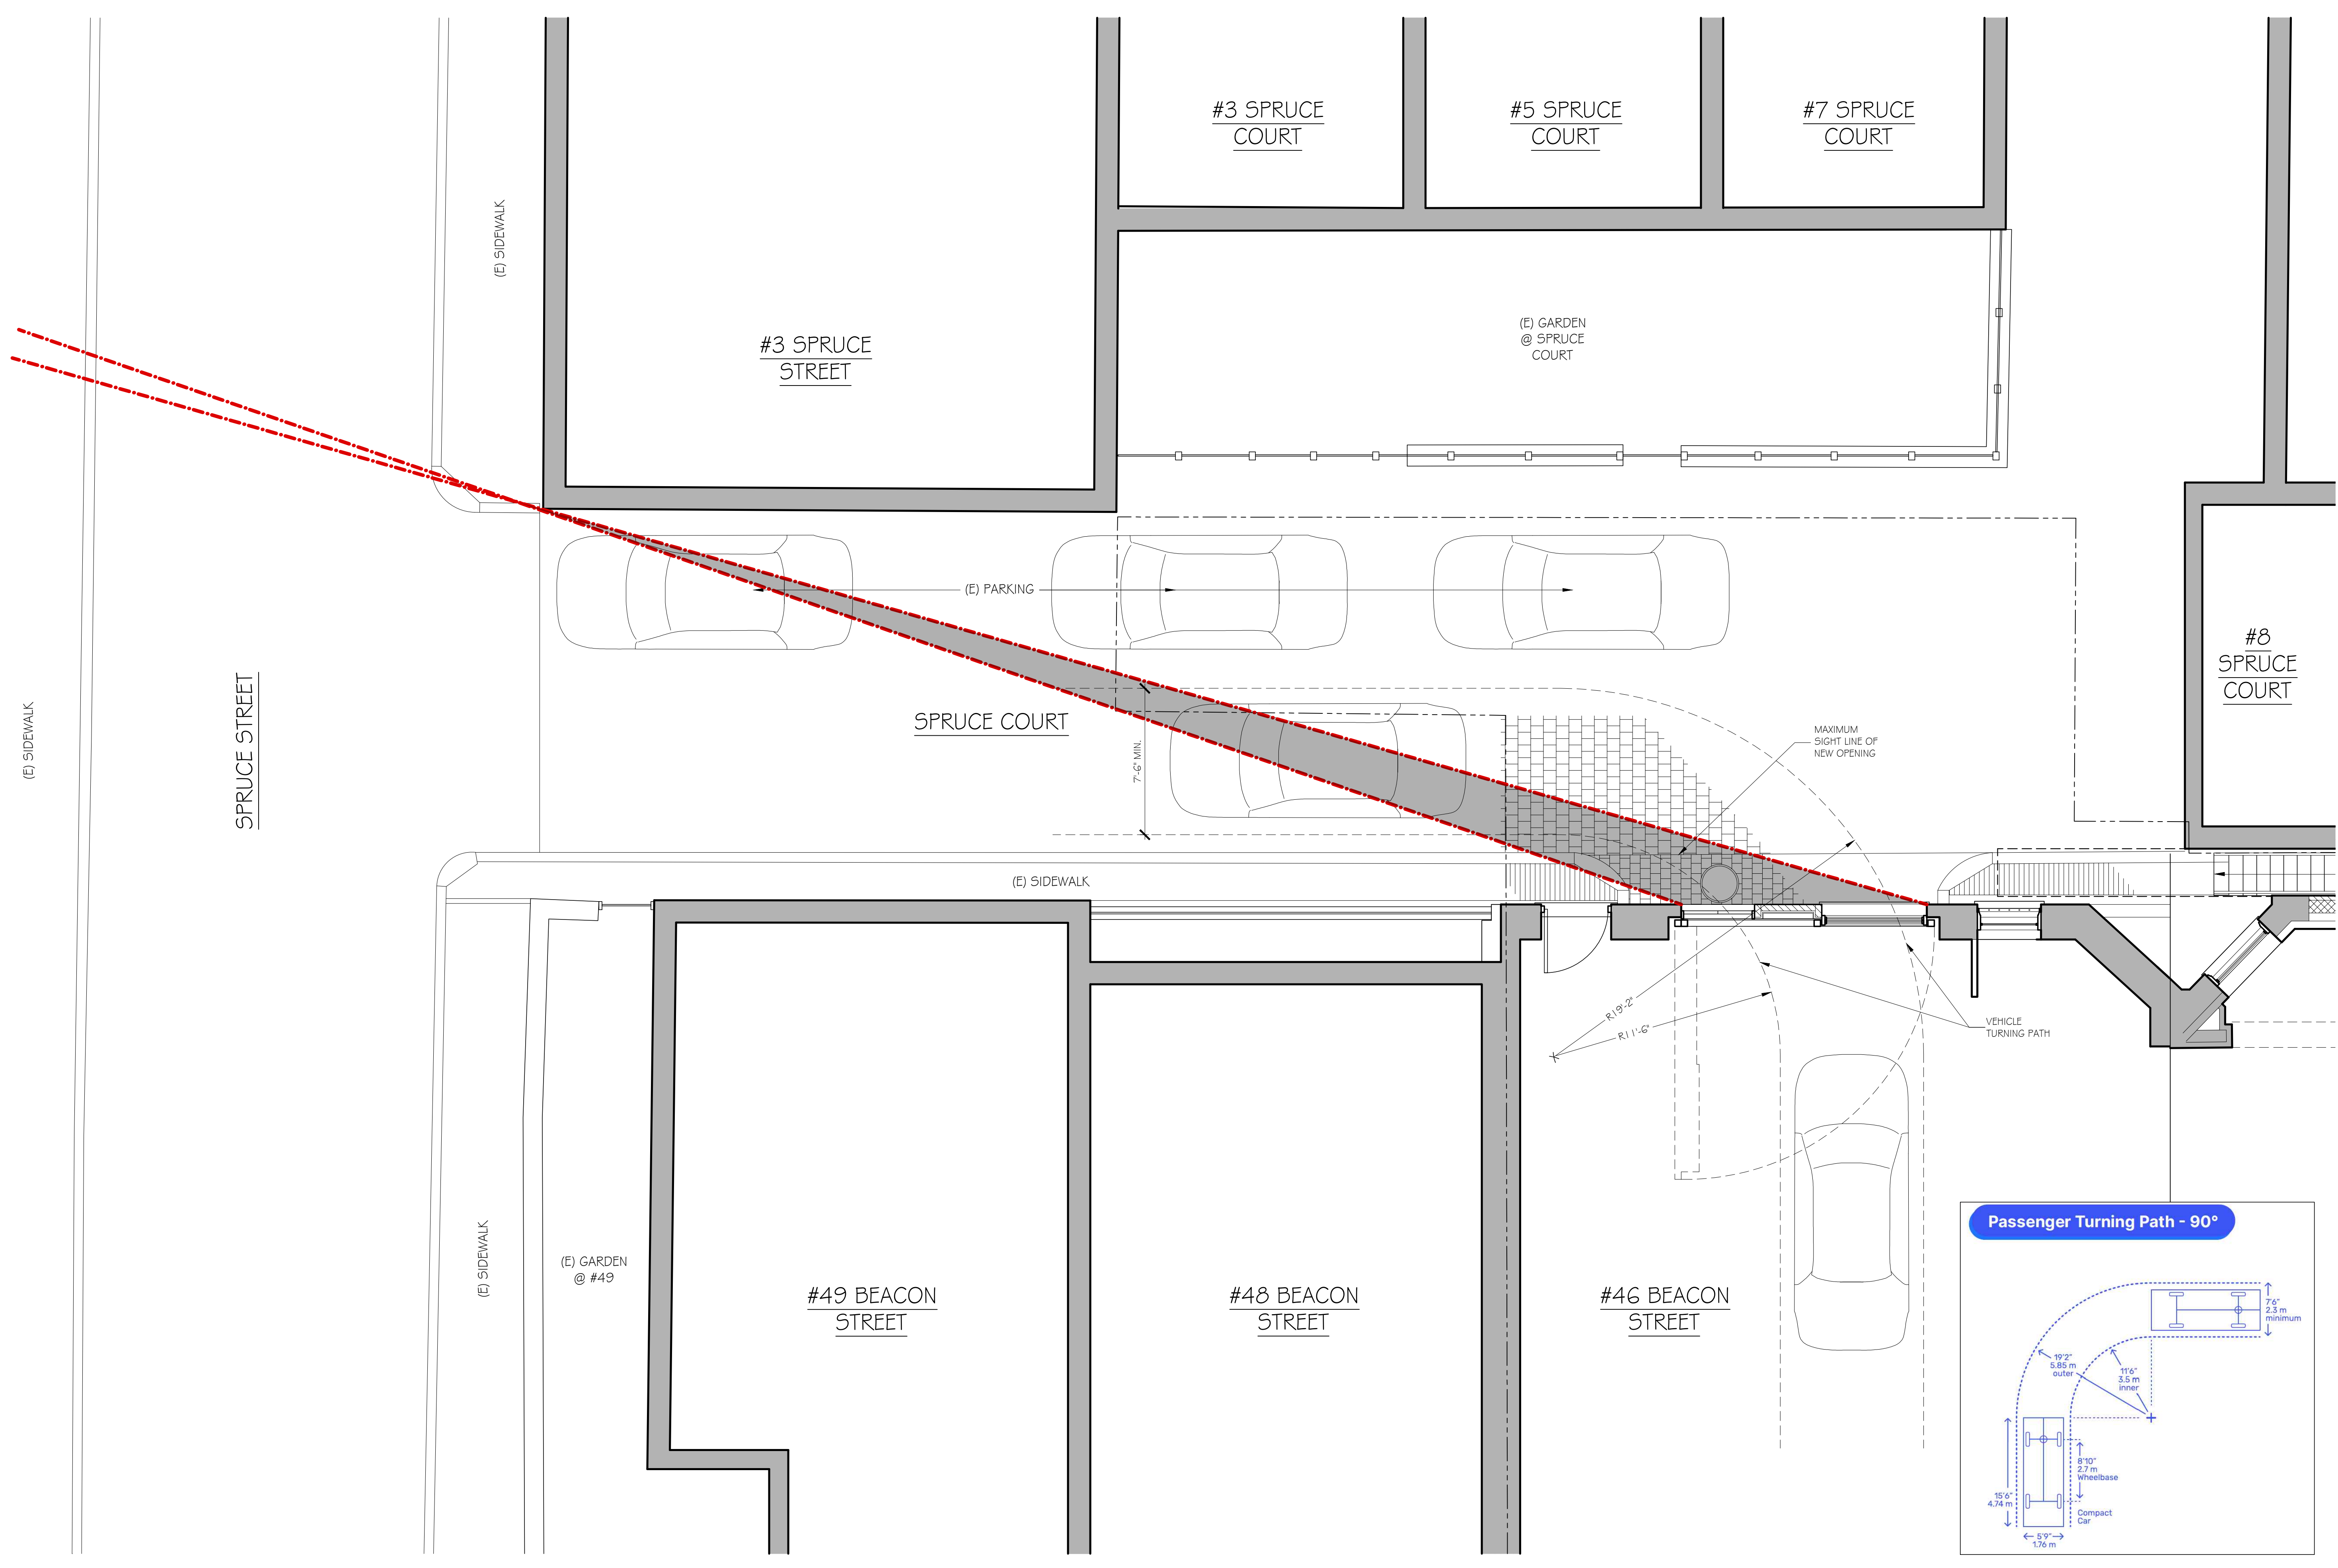 #3 SPRUCE
COURT
#5 SPRUCE
COURT
#7 SPRUCE
COURT
(E) SIDEWALK
#3 SPRUCE
STREET
(E) GARDEN
@ SPRUCE
COURT
(E) PARKING
#8
SPRUCE
COURT
(E) SIDEWALK
SPRUCE STREET
SPRUCE COURT
7'-6" MIN.
MAXIMUM
SIGHT LINE OF
NEW OPENING
(E) SIDEWALK
R19'-2"
R11'-6"
VEHICLE
TURNING PATH
(E) SIDEWALK
(E) GARDEN
@ #49
#49 BEACON
STREET
#48 BEACON
STREET
#46 BEACON
STREET
Passenger Turning Path - 90°
7'6"
2.3 m
minimum
19'2"
5.85 m
outer
11'6"
3.5 m
inner
8'10"
2.7 m
Wheelbase
15'6"
4.74 m
Compact
Car
5'9"
1.76 m